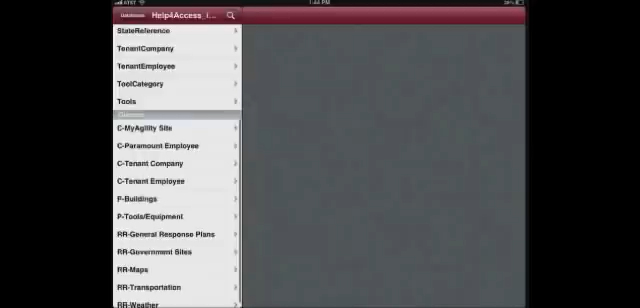 AT&T
1:44 PM
Databases
Help4Access_i...
StateReference
TenantCompany
TenantEmployee
ToolCategory
Tools
C-MyAgility Site
C-Paramount Employee
C-Tenant Company
C-Tenant Employee
P-Buildings
P-Tools/Equipment
RR-General Response Plans
RR-Government Sites
RR-Maps
RR-Transportation
RR-Weather